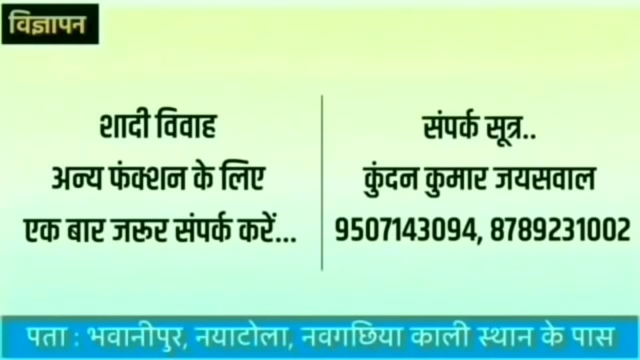 विज्ञापन
शादी विवाह
अन्य फंक्शन के लिए
एक बार जरूर संपर्क करें...
संपर्क सूत्र..
कुंदन कुमार जयसवाल
9507143094, 8789231002
पता : भवानीपुर, नयाटोला, नवगछिया काली स्थान के पास